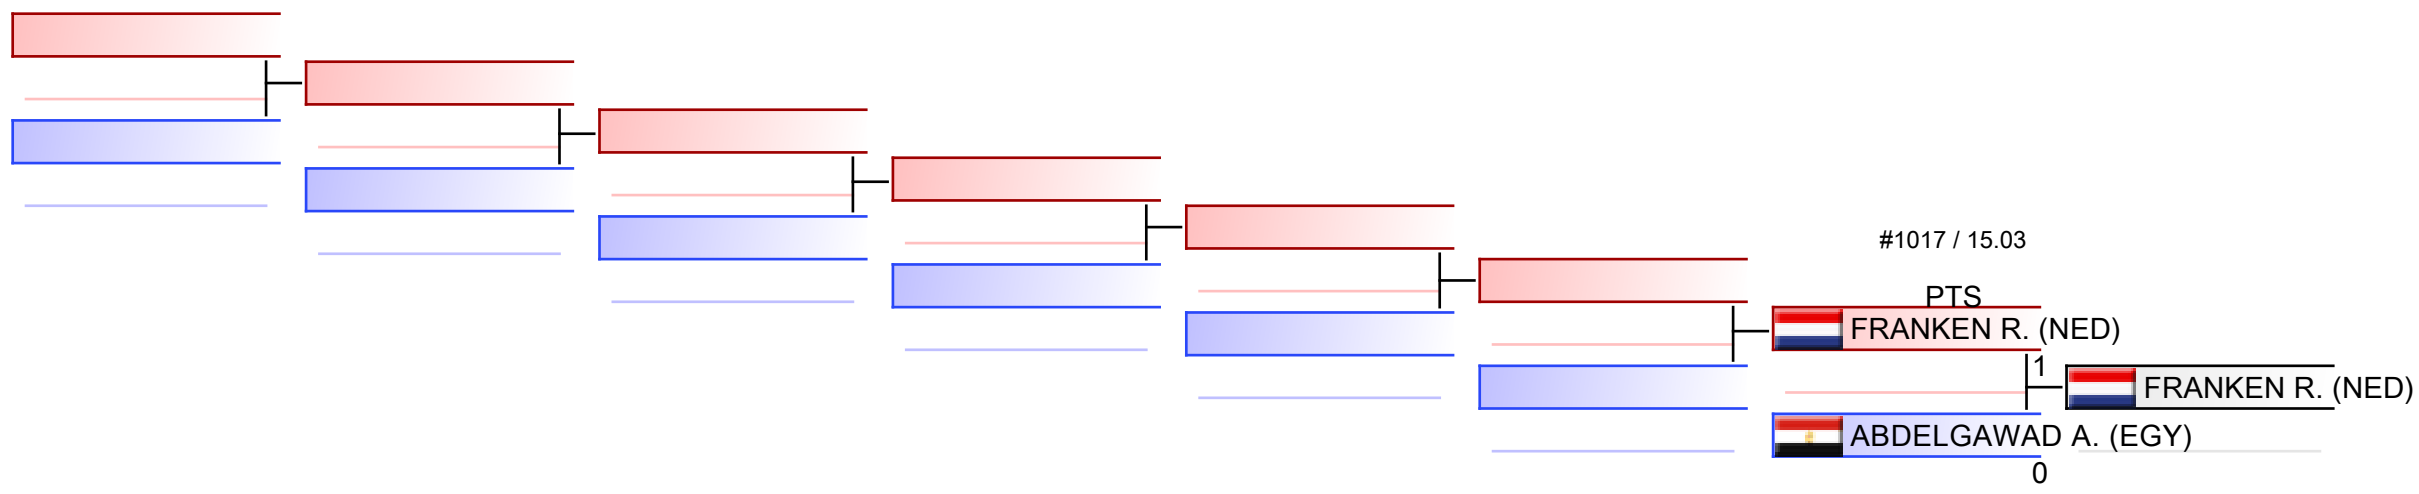 #1017 / 15.03
PTS
FRANKEN R. (NED)
1
FRANKEN R. (NED)
ABDELGAWAD A. (EGY)
0